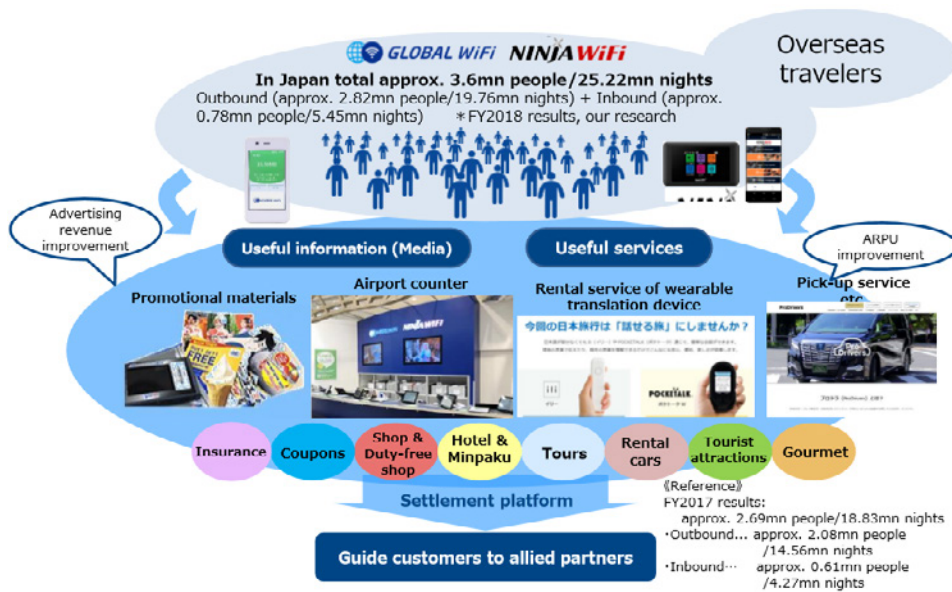 Overseas
travelers
GLOBAL WiFi NINJA WiFi
In Japan total approx. 3.6mn people/25.22mn nights
Outbound (approx. 2.82mn people/19.76mn nights) + Inbound (approx.
0.78mn people/5.45mn nights) *FY2018 results, our research
Advertising
revenue
improvement
Useful information (Media)
Useful services
ARPU
improvement
Promotional materials
Airport counter
NINJA WiFi
Rental service of wearable
translation device
今回の日本旅行は「話せる旅」にしませんか?
POCKETALK
Pick-up service
etc
FREE
Insurance
Coupons
Shop &
Duty-free
shop
Hotel &
Minpaku
Tours
Rental
cars
Tourist
attractions
Gourmet
Settlement platform
Guide customers to allied partners
《Reference》
FY2017 results:
approx. 2.69mn people/18.83mn nights
・Outbound… approx. 2.08mn people
/14.56mn nights
・Inbound… approx. 0.61mn people
/4.27mn nights